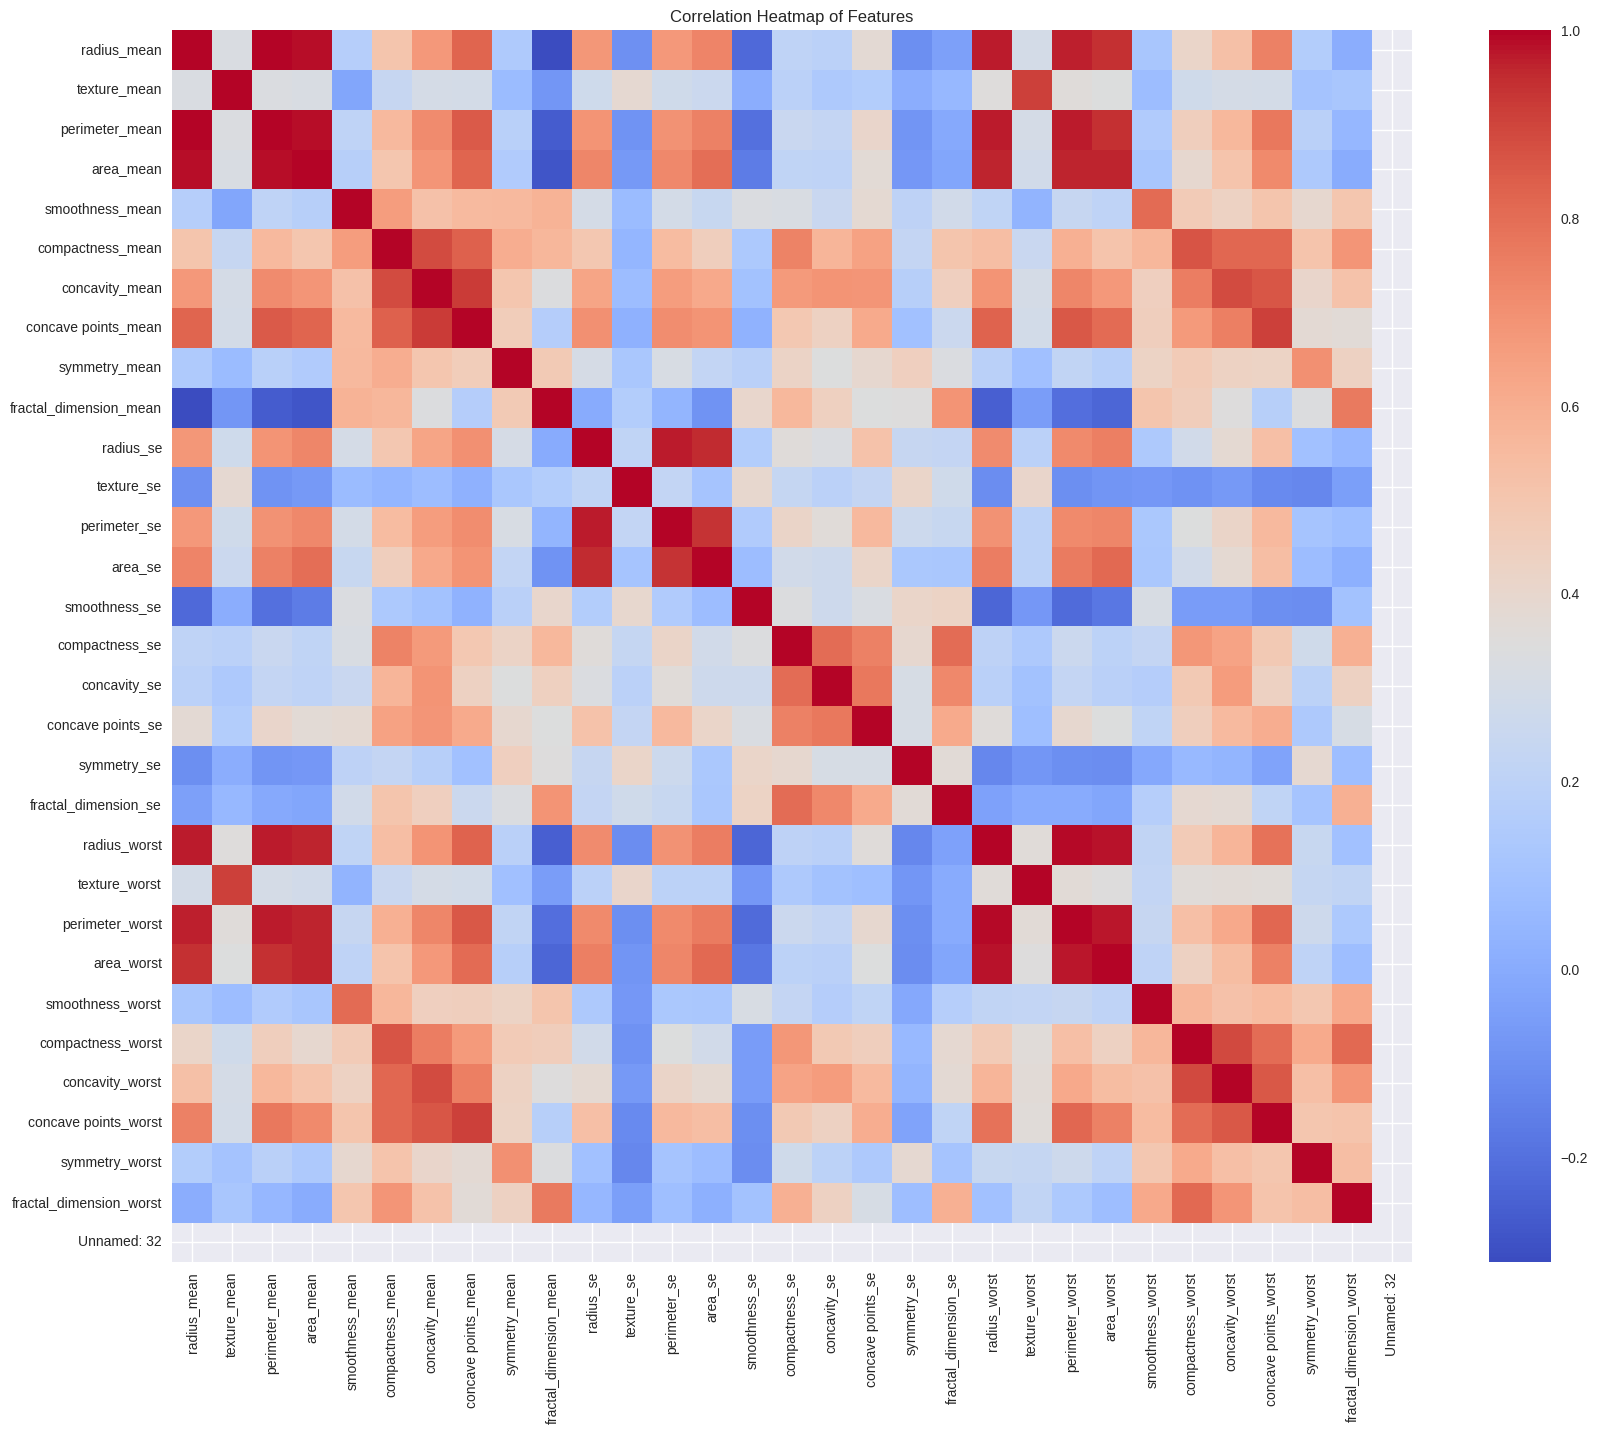 Correlation Heatmap of Features
radius_mean
texture_mean
perimeter_mean
area_mean
smoothness_mean
compactness_mean
concavity_mean
concave points_mean
symmetry_mean
fractal_dimension_mean
radius_se
texture_se
perimeter_se
area_se
smoothness_se
compactness_se
concavity_se
concave points_se
symmetry_se
fractal_dimension_se
radius_worst
texture_worst
perimeter_worst
area_worst
smoothness_worst
compactness_worst
concavity_worst
concave points_worst
symmetry_worst
fractal_dimension_worst
Unnamed: 32
radius_mean
texture_mean
perimeter_mean
area_mean
smoothness_mean
compactness_mean
concavity_mean
concave points_mean
symmetry_mean
fractal_dimension_mean
radius_se
texture_se
perimeter_se
area_se
smoothness_se
compactness_se
concavity_se
concave points_se
symmetry_se
fractal_dimension_se
radius_worst
texture_worst
perimeter_worst
area_worst
smoothness_worst
compactness_worst
concavity_worst
concave points_worst
symmetry_worst
fractal_dimension_worst
Unnamed: 32
1.0
0.8
0.6
0.4
0.2
0.0
−0.2